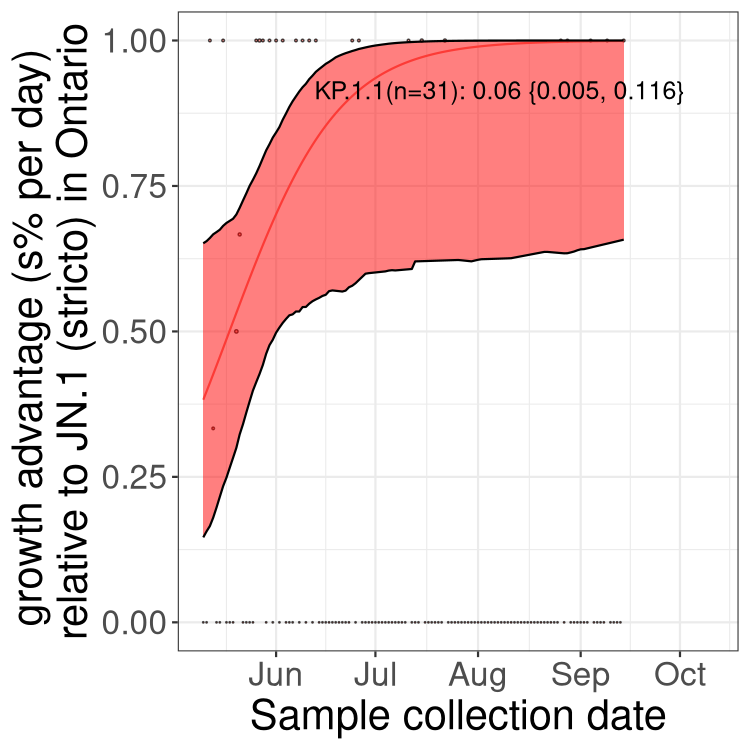 growth advantage (s% per day)
relative to JN.1 (stricto) in Ontario
1.00
0.75
0.50
0.25
0.00
KP.1.1(n=31): 0.06 {0.005, 0.116}
Jun Jul Aug Sep Oct
Sample collection date